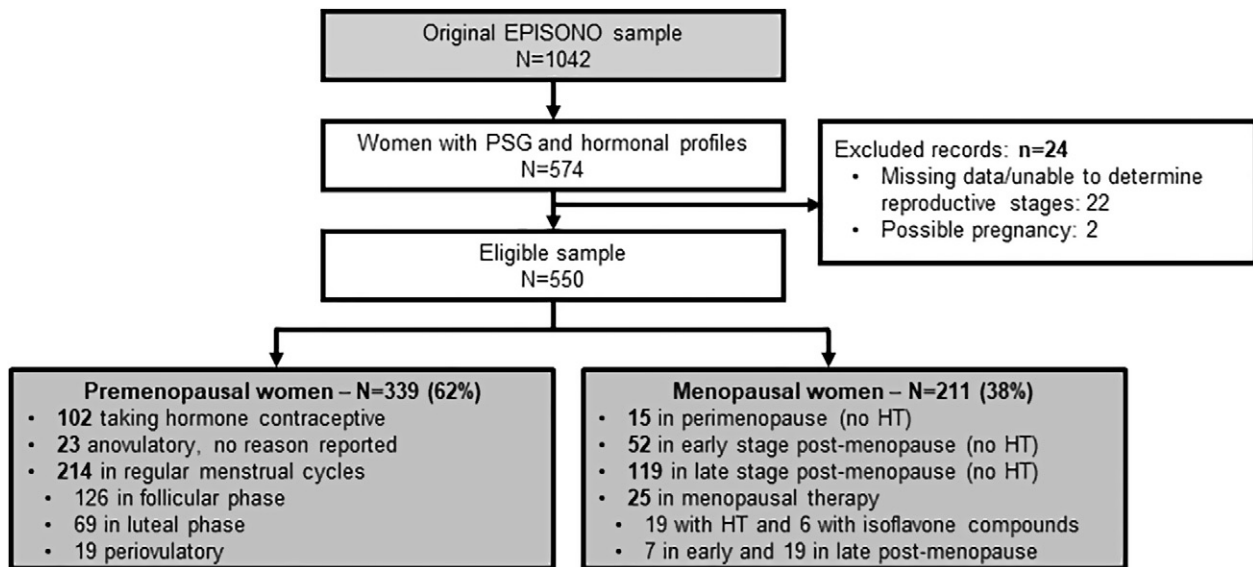 Original EPISONO sample
N=1042
Women with PSG and hormonal profiles
N=574
Excluded records: n=24
• Missing data/unable to determine
reproductive stages: 22
• Possible pregnancy: 2
Eligible sample
N=550
Premenopausal women – N=339 (62%)
• 102 taking hormone contraceptive
• 23 anovulatory, no reason reported
• 214 in regular menstrual cycles
• 126 in follicular phase
• 69 in luteal phase
• 19 periovulatory
Menopausal women – N=211 (38%)
• 15 in perimenopause (no HT)
• 52 in early stage post-menopause (no HT)
• 119 in late stage post-menopause (no HT)
• 25 in menopausal therapy
• 19 with HT and 6 with isoflavone compounds
• 7 in early and 19 in late post-menopause